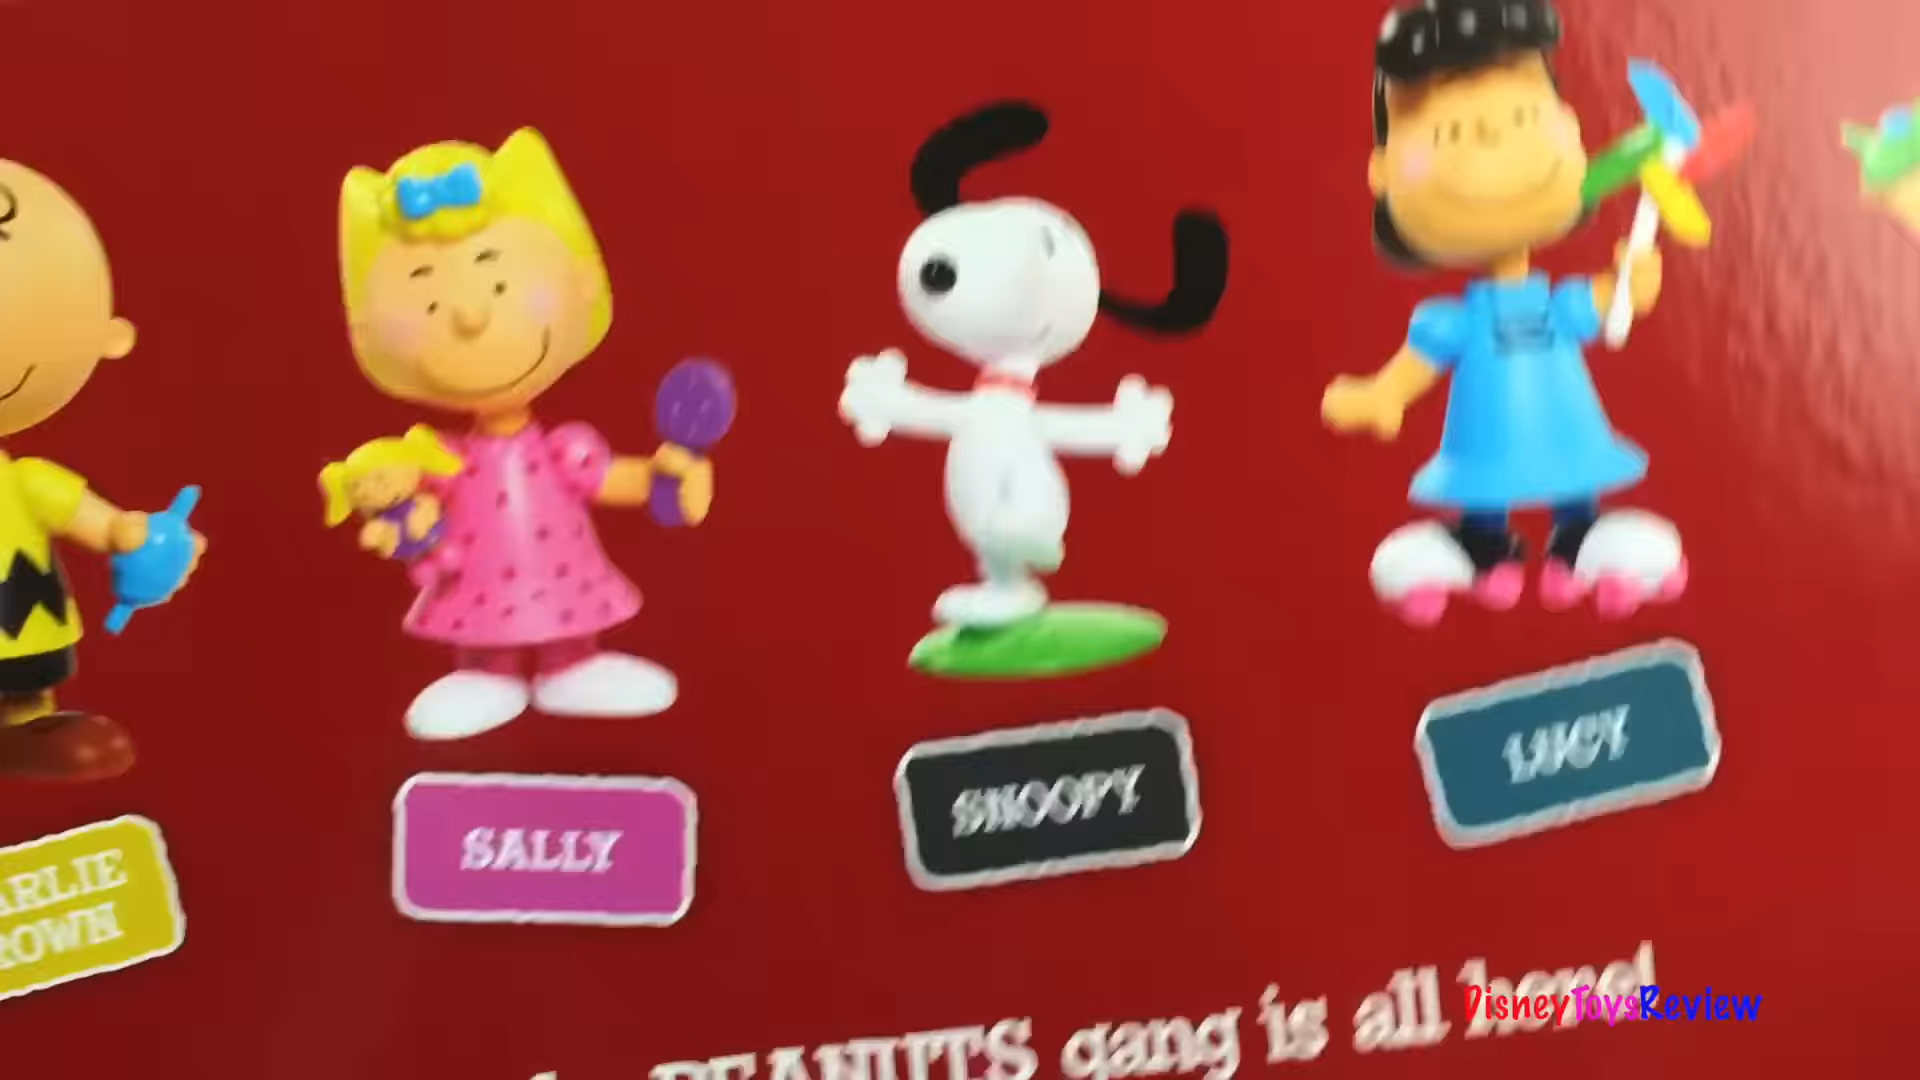 ARLIE
ROWN
SALLY
SNOOPY
LUCY
PEANUTS gang is all here!
DisneyToysReview